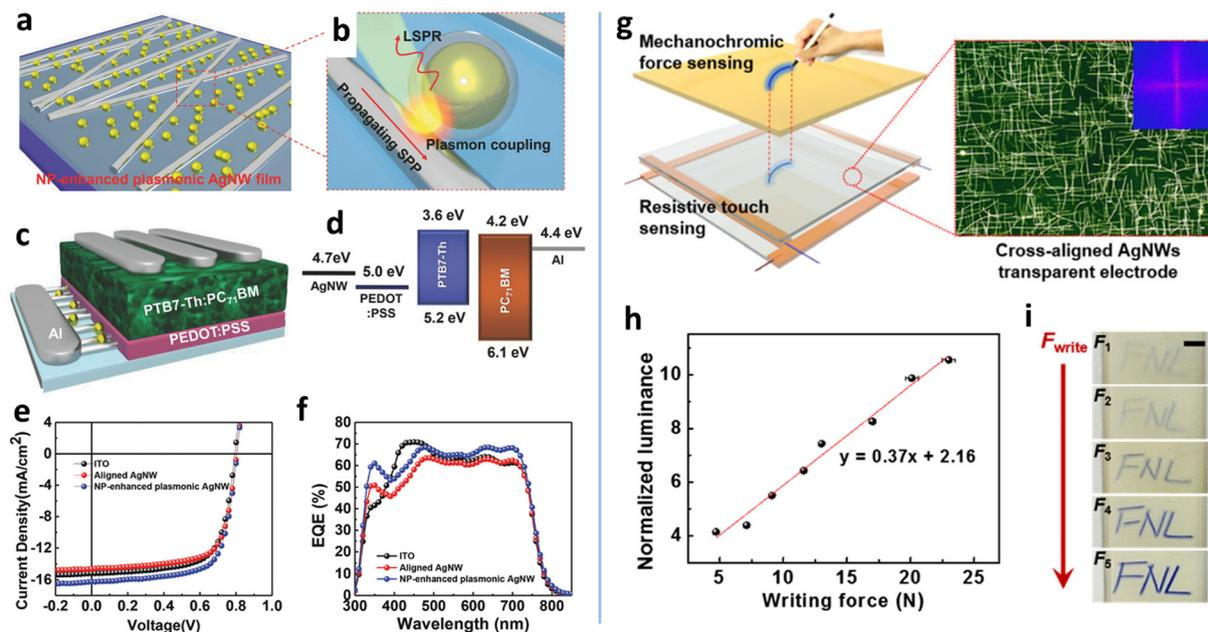 a
LSPR
Propagating SPP
Plasmon coupling
NP-enhanced plasmonic AgNW film
b
c
Al
PTB7-Th:PC71BM
PEDOT:PSS
d
4.7eV
AgNW
5.0 eV
PEDOT
:PSS
3.6 eV
PTB7-Th
5.2 eV
4.2 eV
PC71BM
6.1 eV
4.4 eV
Al
e
Current Density(mA/cm2)
0
-4
-8
-12
-16
ITO
Aligned AgNW
NP-enhanced plasmonic AgNW
-0.2 0.0 0.2 0.4 0.6 0.8 1.0
Voltage(V)
f
EQE (%)
80
70
60
50
40
30
20
10
0
ITO
Aligned AgNW
NP-enhanced plasmonic AgNW
300 400 500 600 700 800
Wavelength (nm)
g
Mechanochromic
force sensing
Resistive touch
sensing
Cross-aligned AgNWs
transparent electrode
h
Normalized luminance
10
8
6
4
y = 0.37x + 2.16
5 10 15 20 25
Writing force (N)
i
Fwrite
F1
FNL
F2
FNL
F3
FNL
F4
FNL
F5
FNL